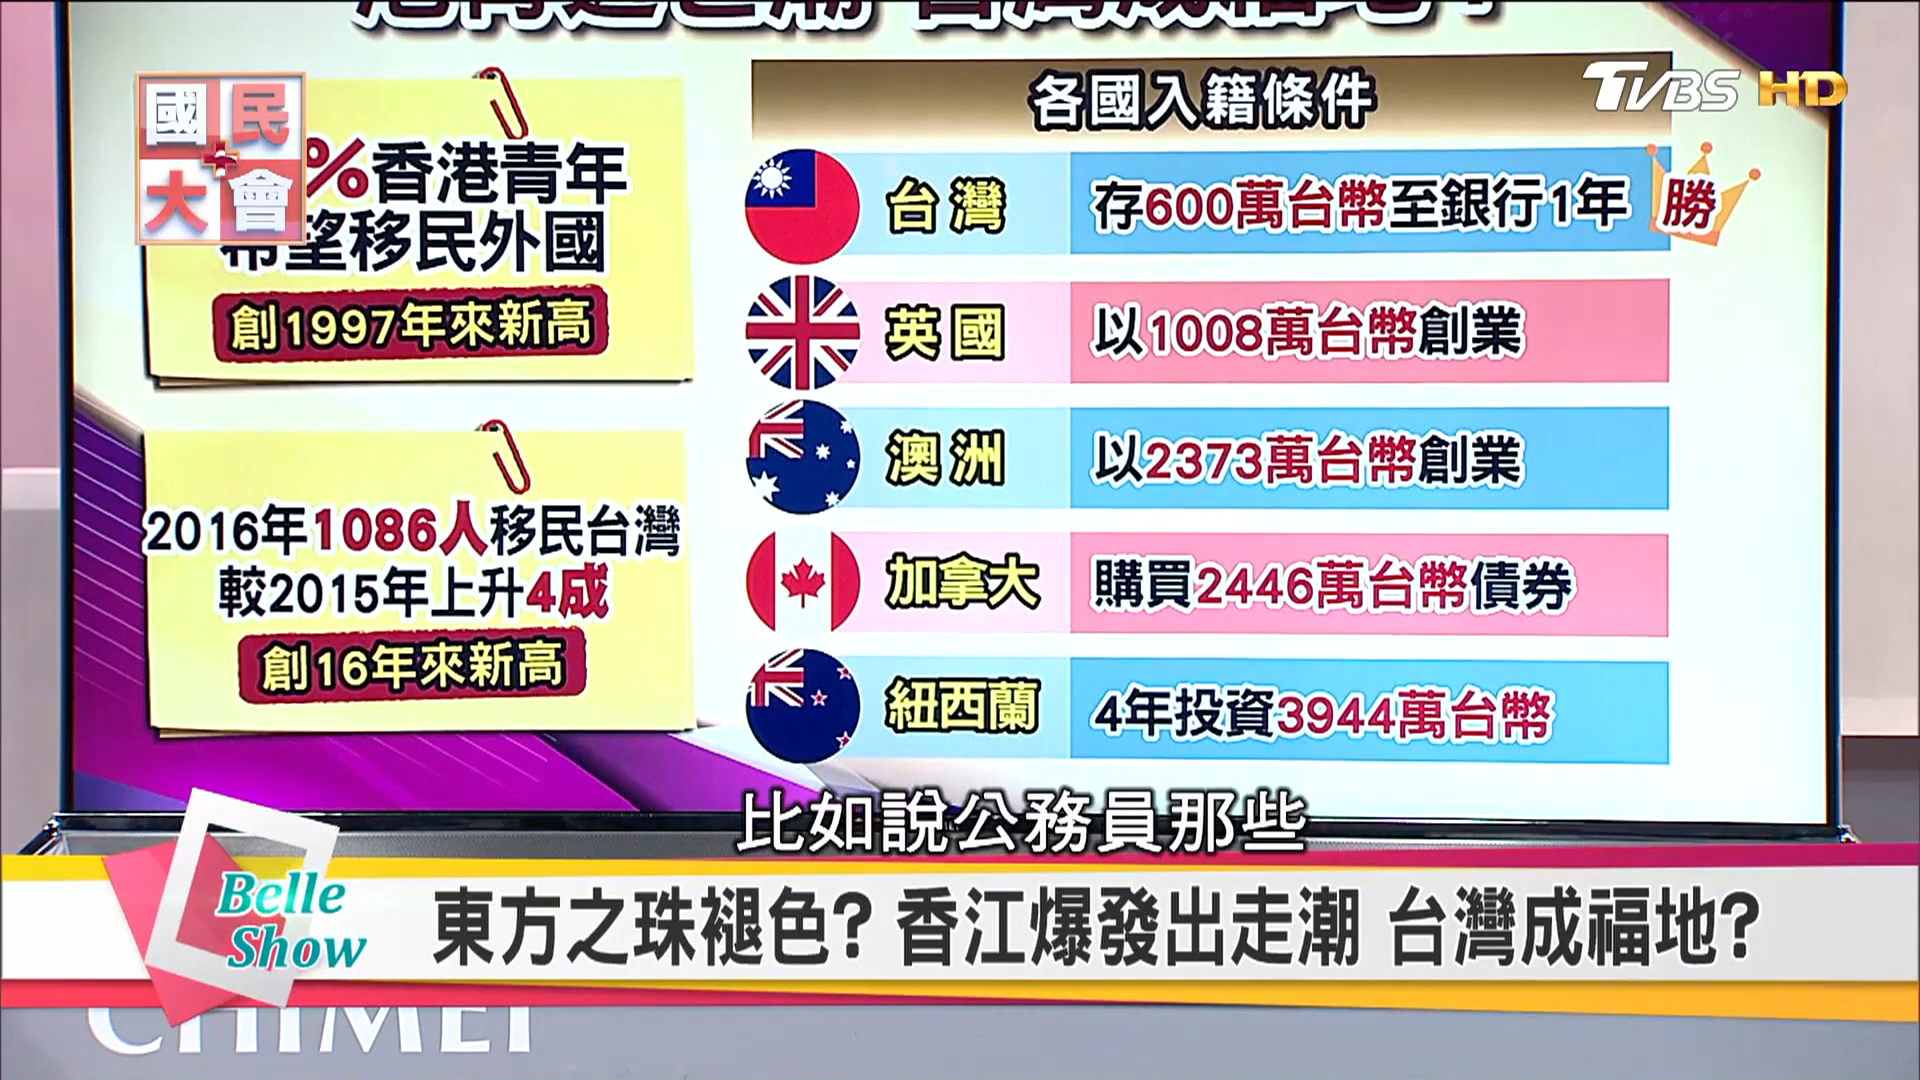 各國入籍條件
TVBS HD
國民
大會
%香港青年
希望移民外國
創1997年來新高
2016年1086人移民台灣
較2015年上升4成
創16年來新高
台灣 存600萬台幣至銀行1年 勝
英國 以1008萬台幣創業
澳洲 以2373萬台幣創業
加拿大 購買2446萬台幣債券
紐西蘭 4年投資3944萬台幣
比如說公務員那些
Belle
Show
東方之珠褪色? 香江爆發出走潮 台灣成福地?
CHIMEI